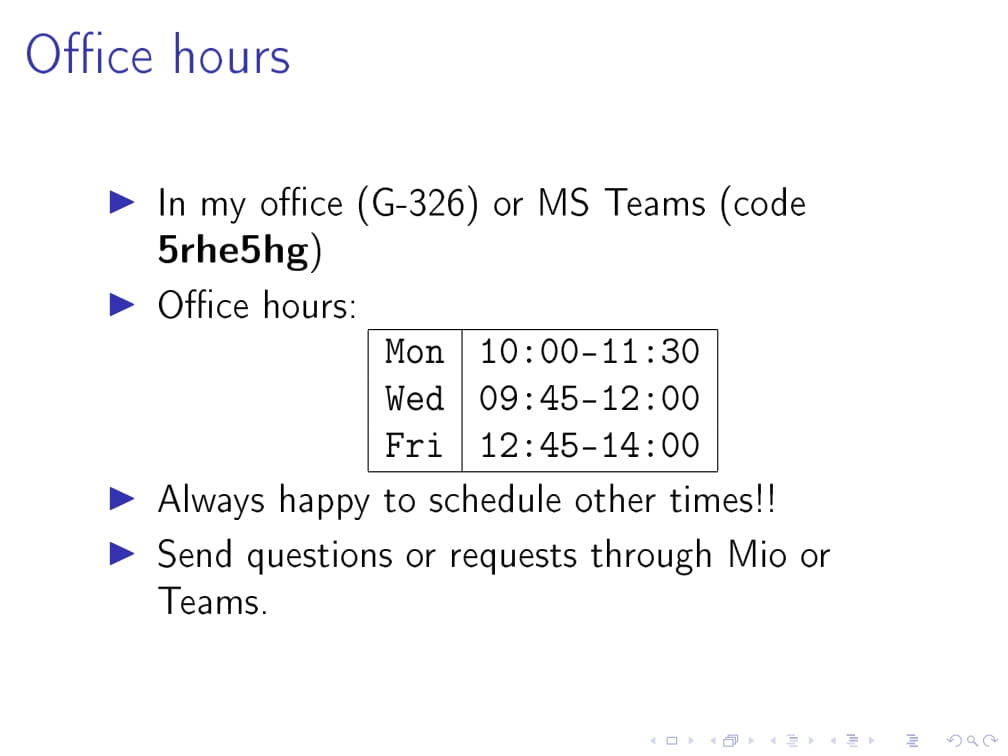 Office hours
▶ In my office (G-326) or MS Teams (code
5rhe5hg)
▶ Office hours:
Mon 10:00-11:30
Wed 09:45-12:00
Fri 12:45-14:00
▶ Always happy to schedule other times!!
▶ Send questions or requests through Mio or
Teams.